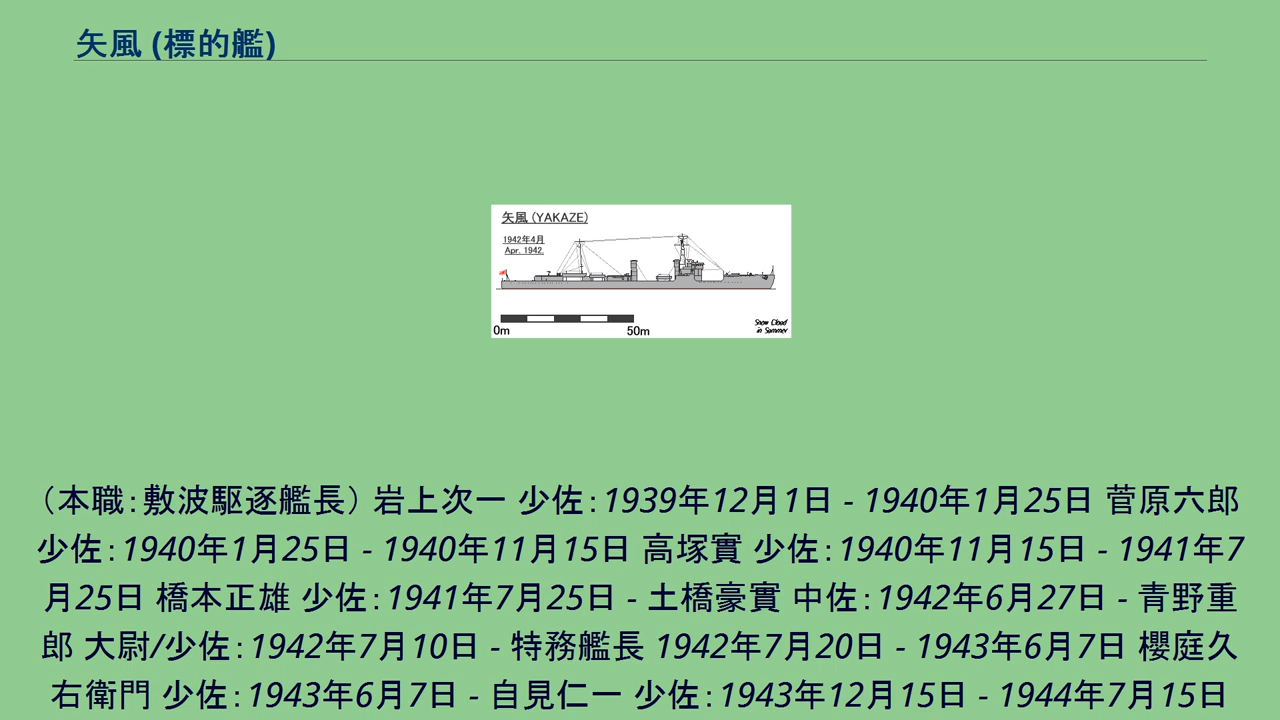 矢風 (標的艦)
矢風 (YAKAZE)
1942年4月
Apr. 1942.
0m 50m
Snow Cloud
in Summer
（本職：敷波駆逐艦長） 岩上次一 少佐：1939年12月1日 - 1940年1月25日 菅原六郎
少佐：1940年1月25日 - 1940年11月15日 高塚實 少佐：1940年11月15日 - 1941年7
月25日 橋本正雄 少佐：1941年7月25日 - 土橋豪實 中佐：1942年6月27日 - 青野重
郎 大尉/少佐：1942年7月10日 - 特務艦長 1942年7月20日 - 1943年6月7日 櫻庭久
右衛門 少佐：1943年6月7日 - 自見仁一 少佐：1943年12月15日 - 1944年7月15日